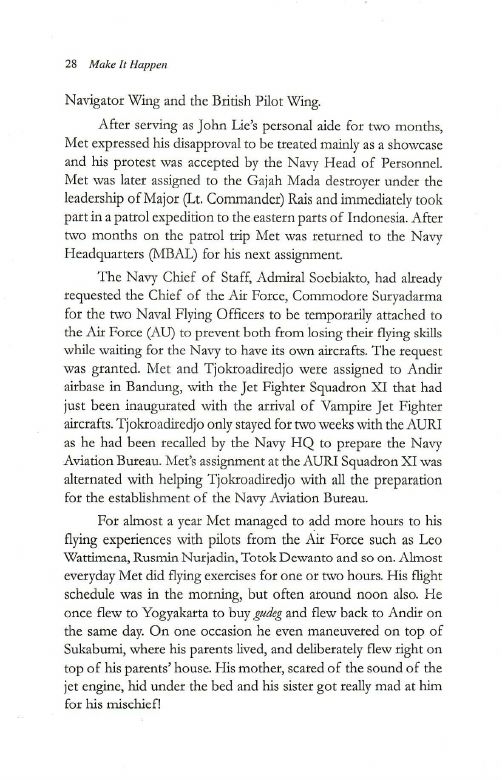 28 Make It Happen
Navigator Wing and the British Pilot Wing.
After serving as John Lie's personal aide for two months,
Met expressed his disapproval to be treated mainly as a showcase
and his protest was accepted by the Navy Head of Personnel.
Met was later assigned to the Gajah Mada destroyer under the
leadership of Major (Lt. Commander) Rais and immediately took
part in a patrol expedition to the eastern parts of Indonesia. After
two months on the patrol trip Met was returned to the Navy
Headquarters (MBAL) for his next assignment.
The Navy Chief of Staff, Admiral Soebiakto, had already
requested the Chief of the Air Force, Commodore Suryadarma
for the two Naval Flying Officers to be temporarily attached to
the Air Force (AU) to prevent both from losing their flying skills
while waiting for the Navy to have its own aircrafts. The request
was granted. Met and Tjokroadiredjo were assigned to Andir
airbase in Bandung, with the Jet Fighter Squadron XI that had
just been inaugurated with the arrival of Vampire Jet Fighter
aircrafts. Tjokroadiredjo only stayed for two weeks with the AURI
as he had been recalled by the Navy HQ to prepare the Navy
Aviation Bureau. Met's assignment at the AURI Squadron XI was
alternated with helping Tjokroadiredjo with all the preparation
for the establishment of the Navy Aviation Bureau.
For almost a year Met managed to add more hours to his
flying experiences with pilots from the Air Force such as Leo
Wattimena, Rusmin Nurjadin, Totok Dewanto and so on. Almost
everyday Met did flying exercises for one or two hours. His flight
schedule was in the morning, but often around noon also. He
once flew to Yogyakarta to buy gudeg and flew back to Andir on
the same day. On one occasion he even maneuvered on top of
Sukabumi, where his parents lived, and deliberately flew right on
top of his parents' house. His mother, scared of the sound of the
jet engine, hid under the bed and his sister got really mad at him
for his mischief!